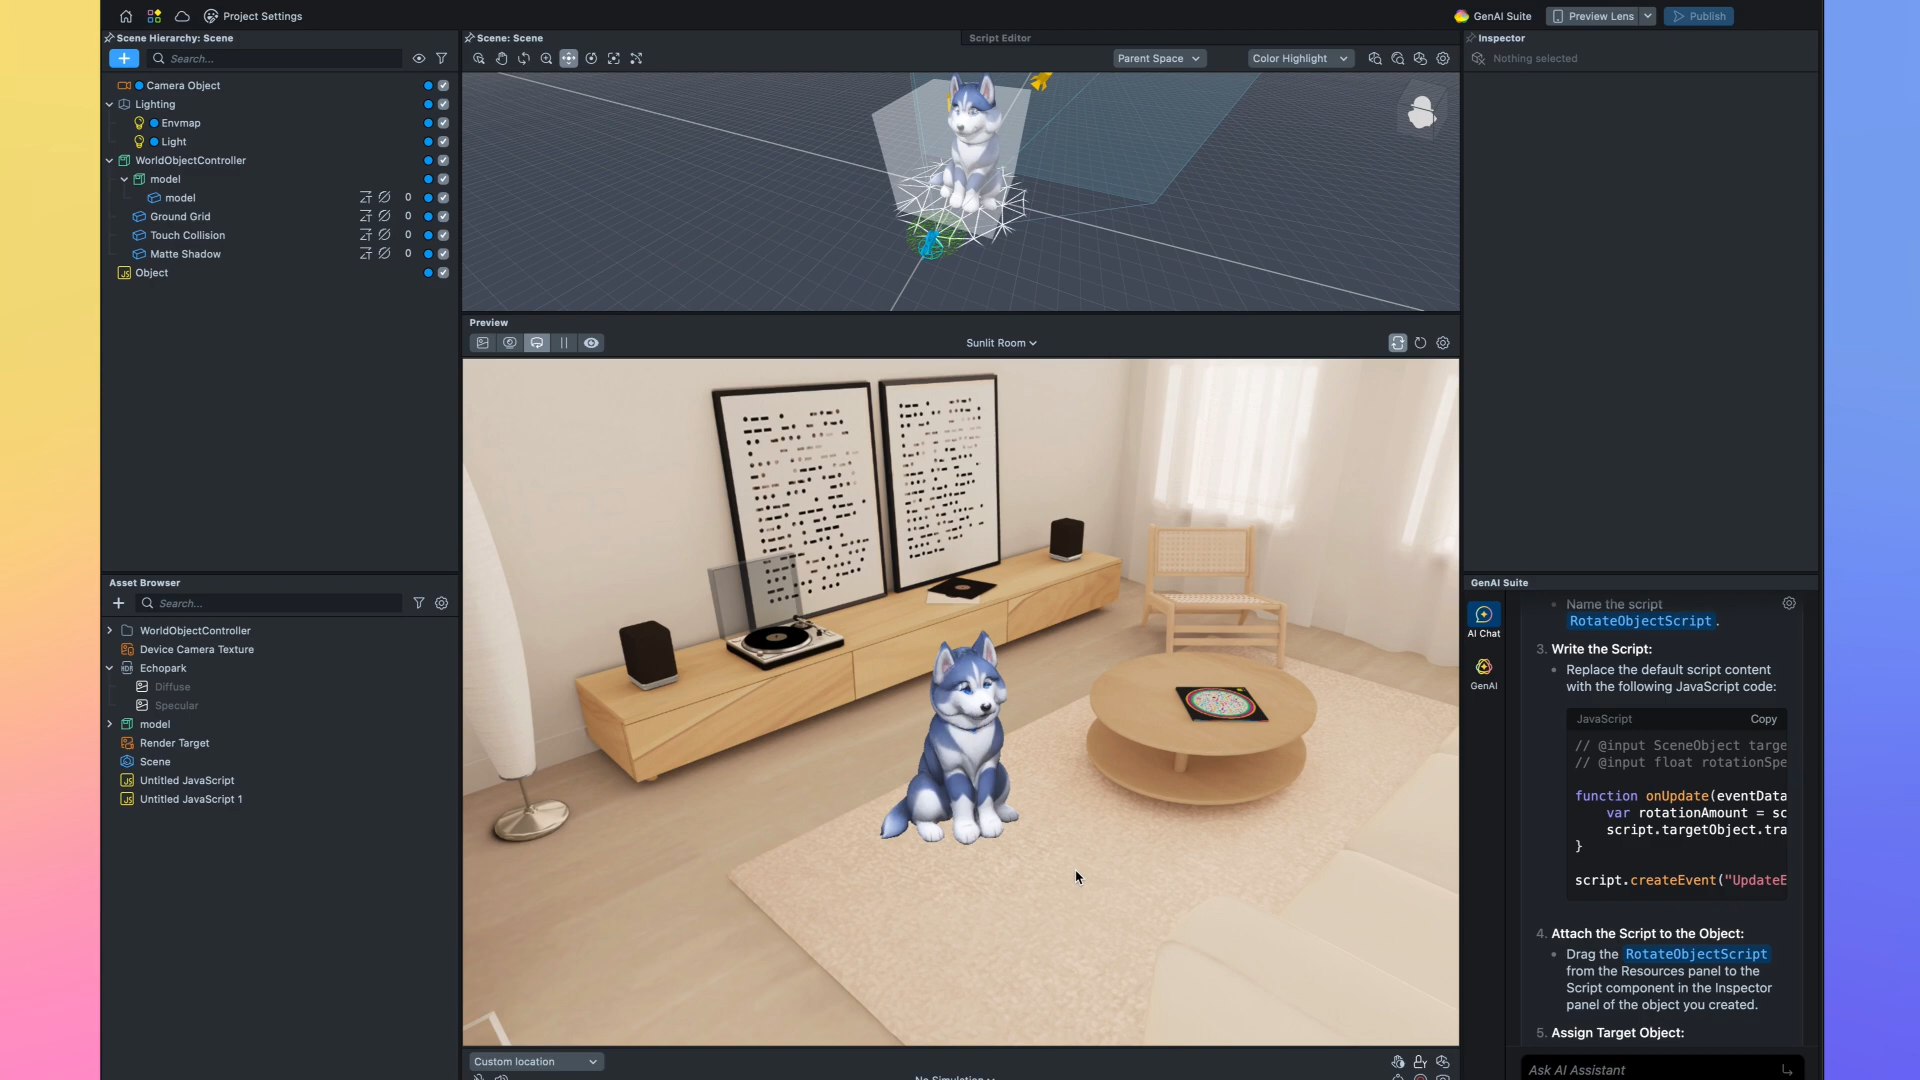 Project Settings
GenAI Suite
Preview Lens
Publish
Scene Hierarchy: Scene
Search...
Camera Object
Lighting
Envmap
Light
WorldObjectController
model
model
0
Ground Grid
0
Touch Collision
0
Matte Shadow
0
Object
Scene: Scene
Script Editor
Parent Space
Color Highlight
Preview
Sunlit Room
Custom location
Inspector
Nothing selected
Asset Browser
Search...
WorldObjectController
Device Camera Texture
Echopark
Diffuse
Specular
model
Render Target
Scene
Untitled JavaScript
Untitled JavaScript 1
GenAI Suite
AI Chat
GenAI
Name the script
RotateObjectScript.
3. Write the Script:
Replace the default script content
with the following JavaScript code:
JavaScript
Copy
// @input SceneObject targe
// @input float rotationSpe
function onUpdate(eventData
var rotationAmount = sc
script.targetObject.tra
}
script.createEvent("UpdateE
4. Attach the Script to the Object:
Drag the RotateObjectScript
from the Resources panel to the
Script component in the Inspector
panel of the object you created.
5. Assign Target Object:
Ask AI Assistant